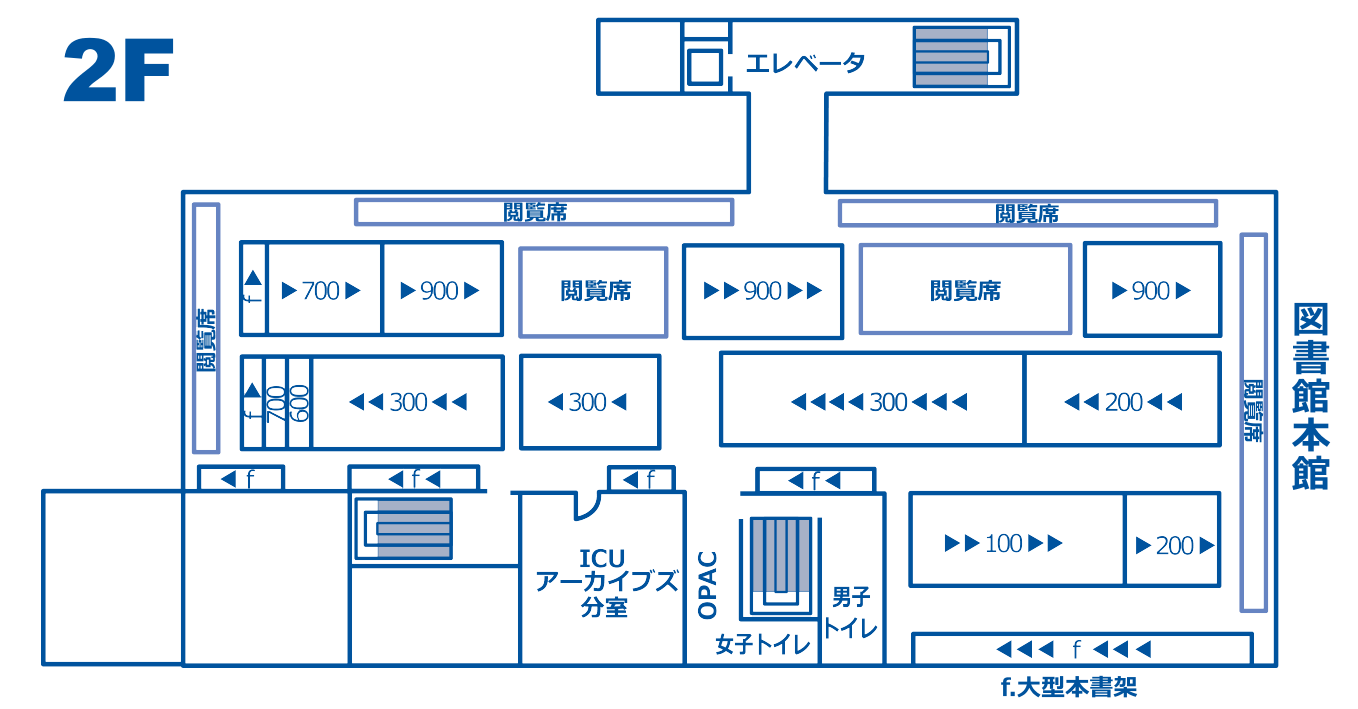 2F
エレベータ
閲覧席
閲覧席
閲覧席
f▲
▶700▶
▶900▶
閲覧席
▶▶900▶▶
閲覧席
▶900▶
図書館本館
f▲
700
600
◀◀300◀◀
◀300◀
◀◀◀◀300◀◀◀
◀◀200◀◀
閲覧席
◀f
◀f◀
◀f
◀f◀
ICU
アーカイブズ
分室
OPAC
女子トイレ
男子
トイレ
▶▶100▶▶
▶200▶
◀◀◀ f ◀◀◀
f.大型本書架